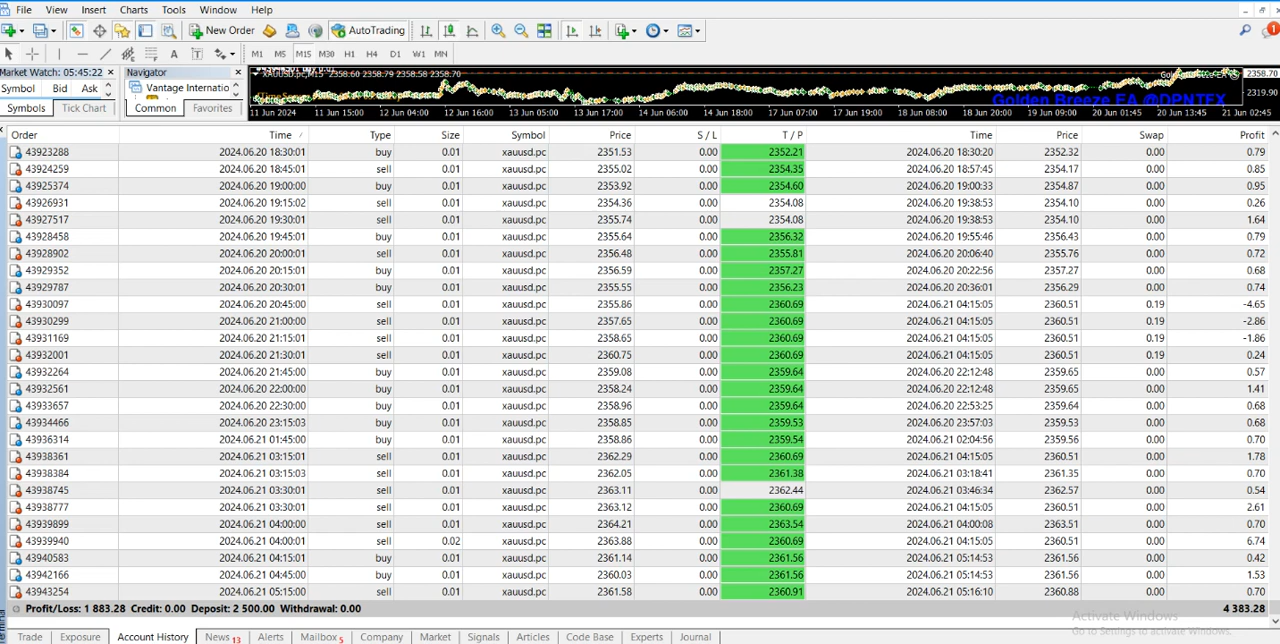 File View Insert Charts Tools Window Help
New Order AutoTrading
M1 M5 M15 M30 H1 H4 D1 W1 MN
Market Watch: 05:45:22 Navigator
XAUUSD.pc,M15 2358.60 2358.79 2358.58 2358.70 2358.70
Symbol Bid Ask Vantage Internatio 2319.90
Golden Breeze EA @DPNTFX
Symbols Tick Chart Common Favorites
11 Jun 2024 11 Jun 15:00 12 Jun 04:00 12 Jun 16:00 13 Jun 05:00 13 Jun 17:00 14 Jun 06:00 14 Jun 18:00 17 Jun 07:00 17 Jun 19:00 18 Jun 08:00 18 Jun 20:00 19 Jun 09:00 20 Jun 01:45 20 Jun 13:45 21 Jun 02:45
Order Time / Type Size Symbol Price S / L T / P Time Price Swap Profit
43923288 2024.06.20 18:30:01 buy 0.01 xauusd.pc 2351.53 0.00 2352.21 2024.06.20 18:30:20 2352.32 0.00 0.79
43924259 2024.06.20 18:45:01 sell 0.01 xauusd.pc 2355.02 0.00 2354.35 2024.06.20 18:57:45 2354.17 0.00 0.85
43925374 2024.06.20 19:00:00 buy 0.01 xauusd.pc 2353.92 0.00 2354.60 2024.06.20 19:00:33 2354.87 0.00 0.95
43926931 2024.06.20 19:15:02 sell 0.01 xauusd.pc 2354.36 0.00 2354.08 2024.06.20 19:38:53 2354.10 0.00 0.26
43927517 2024.06.20 19:30:01 sell 0.01 xauusd.pc 2355.74 0.00 2354.08 2024.06.20 19:38:53 2354.10 0.00 1.64
43928458 2024.06.20 19:45:01 buy 0.01 xauusd.pc 2355.64 0.00 2356.32 2024.06.20 19:55:46 2356.43 0.00 0.79
43928902 2024.06.20 20:00:01 sell 0.01 xauusd.pc 2356.48 0.00 2355.81 2024.06.20 20:06:40 2355.76 0.00 0.72
43929352 2024.06.20 20:15:01 buy 0.01 xauusd.pc 2356.59 0.00 2357.27 2024.06.20 20:22:56 2357.27 0.00 0.68
43929787 2024.06.20 20:30:01 buy 0.01 xauusd.pc 2355.55 0.00 2356.23 2024.06.20 20:36:01 2356.29 0.00 0.74
43930097 2024.06.20 20:45:00 sell 0.01 xauusd.pc 2355.86 0.00 2360.69 2024.06.21 04:15:05 2360.51 0.19 -4.65
43930299 2024.06.20 21:00:00 sell 0.01 xauusd.pc 2357.65 0.00 2360.69 2024.06.21 04:15:05 2360.51 0.19 -2.86
43931169 2024.06.20 21:15:01 sell 0.01 xauusd.pc 2358.65 0.00 2360.69 2024.06.21 04:15:05 2360.51 0.19 -1.86
43932001 2024.06.20 21:30:01 sell 0.01 xauusd.pc 2360.75 0.00 2360.69 2024.06.21 04:15:05 2360.51 0.19 0.24
43932264 2024.06.20 21:45:00 buy 0.01 xauusd.pc 2359.08 0.00 2359.64 2024.06.20 22:12:48 2359.65 0.00 0.57
43932561 2024.06.20 22:00:00 buy 0.01 xauusd.pc 2358.24 0.00 2359.64 2024.06.20 22:12:48 2359.65 0.00 1.41
43933657 2024.06.20 22:30:00 buy 0.01 xauusd.pc 2358.96 0.00 2359.64 2024.06.20 22:53:25 2359.64 0.00 0.68
43934466 2024.06.20 23:15:03 buy 0.01 xauusd.pc 2358.85 0.00 2359.53 2024.06.20 23:57:03 2359.53 0.00 0.68
43936314 2024.06.21 01:45:00 buy 0.01 xauusd.pc 2358.86 0.00 2359.54 2024.06.21 02:04:56 2359.56 0.00 0.70
43938361 2024.06.21 03:15:01 sell 0.01 xauusd.pc 2362.29 0.00 2360.69 2024.06.21 04:15:05 2360.51 0.00 1.78
43938384 2024.06.21 03:15:03 sell 0.01 xauusd.pc 2362.05 0.00 2361.38 2024.06.21 03:18:41 2361.35 0.00 0.70
43938745 2024.06.21 03:30:01 sell 0.01 xauusd.pc 2363.11 0.00 2362.44 2024.06.21 03:46:34 2362.57 0.00 0.54
43938777 2024.06.21 03:30:01 sell 0.01 xauusd.pc 2363.12 0.00 2360.69 2024.06.21 04:15:05 2360.51 0.00 2.61
43939899 2024.06.21 04:00:00 sell 0.01 xauusd.pc 2364.21 0.00 2363.54 2024.06.21 04:00:08 2363.51 0.00 0.70
43939940 2024.06.21 04:00:01 sell 0.02 xauusd.pc 2363.88 0.00 2360.69 2024.06.21 04:15:05 2360.51 0.00 6.74
43940583 2024.06.21 04:15:01 buy 0.01 xauusd.pc 2361.14 0.00 2361.56 2024.06.21 05:14:53 2361.56 0.00 0.42
43942166 2024.06.21 04:45:00 buy 0.01 xauusd.pc 2360.03 0.00 2361.56 2024.06.21 05:14:53 2361.56 0.00 1.53
43943254 2024.06.21 05:15:00 sell 0.01 xauusd.pc 2361.58 0.00 2360.91 2024.06.21 05:16:10 2360.88 0.00 0.70
Profit/Loss: 1 883.28 Credit: 0.00 Deposit: 2 500.00 Withdrawal: 0.00 4 383.28
Activate Windows
Go to Settings to activate Windows.
Trade Exposure Account History News 13 Alerts Mailbox 5 Company Market Signals Articles Code Base Experts Journal